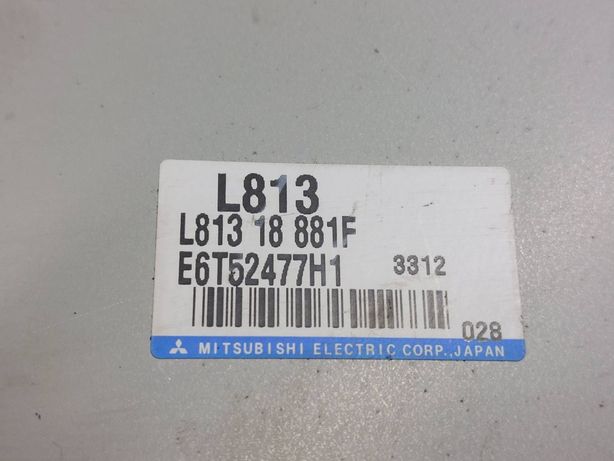 L813
L813 18 881F
E6T52477H1 3312
028
MITSUBISHI ELECTRIC CORP.,JAPAN